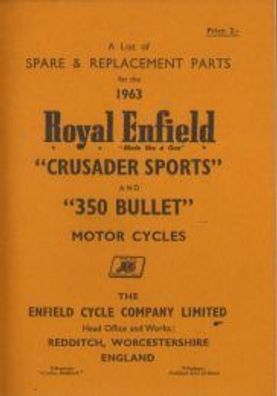 Price: 2/-
A List of
SPARE & REPLACEMENT PARTS
for the
1963
Royal Enfield
"Made like a Gun"
"CRUSADER SPORTS"
AND
"350 BULLET"
MOTOR CYCLES
THE
ENFIELD CYCLE COMPANY LIMITED
Head Office and Works:
REDDITCH, WORCESTERSHIRE
ENGLAND